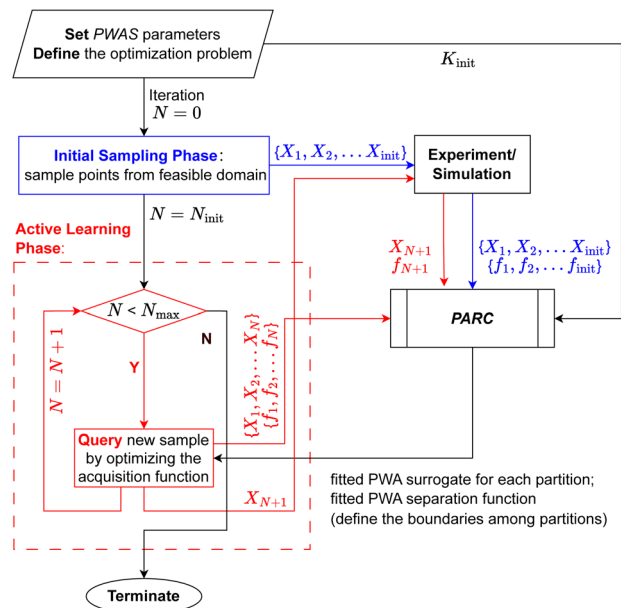 Set PWAS parameters
Define the optimization problem
K_init
Iteration
N = 0
Initial Sampling Phase:
sample points from feasible domain
{X_1, X_2, … X_init}
Experiment/
Simulation
N = N_init
Active Learning
Phase:
X_{N+1}
f_{N+1}
{X_1, X_2, … X_init}
{f_1, f_2, … f_init}
N < N_max
N
PARC
N = N + 1
Y
{X_1, X_2, … X_N}
{f_1, f_2, … f_N}
Query new sample
by optimizing the
acquisition function
X_{N+1}
fitted PWA surrogate for each partition;
fitted PWA separation function
(define the boundaries among partitions)
Terminate